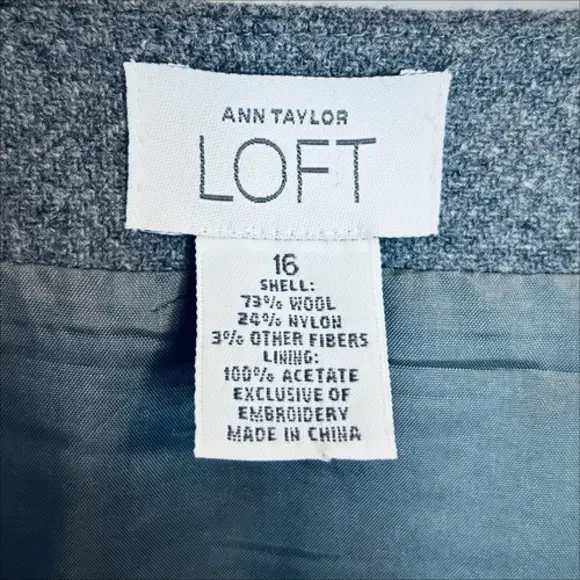 ANN TAYLOR
LOFT
16
SHELL:
73% WOOL
24% NYLON
3% OTHER FIBERS
LINING:
100% ACETATE
EXCLUSIVE OF
EMBROIDERY
MADE IN CHINA